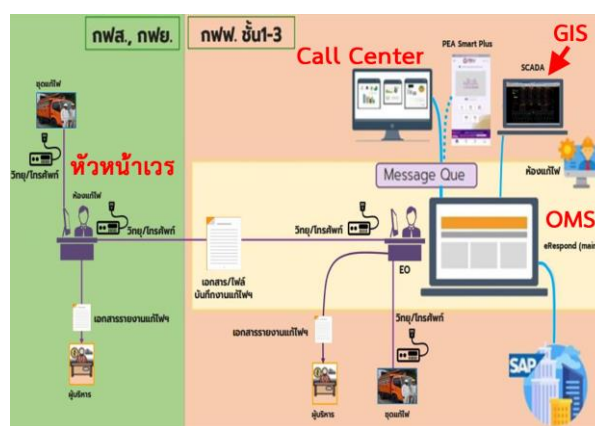 กฟส., กฟย.
กฟฟ. ชั้น1-3
Call Center
PEA Smart Plus
GIS
SCADA
ชุดแก้ไฟ
วิทยุ/โทรศัพท์
หัวหน้าเวร
ห้องแก้ไฟ
วิทยุ/โทรศัพท์
เอกสาร/ไฟล์
บันทึกงานแก้ไฟฯ
วิทยุ/โทรศัพท์
EO
Message Que
ห้องแก้ไฟ
OMS
eRespond (main
เอกสารรายงานแก้ไฟฯ
ผู้บริหาร
เอกสารรายงานแก้ไฟฯ
ผู้บริหาร
วิทยุ/โทรศัพท์
ชุดแก้ไฟ
SAP